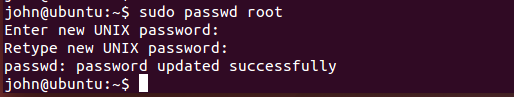 john@ubuntu:~$ sudo passwd root
Enter new UNIX password:
Retype new UNIX password:
passwd: password updated successfully
john@ubuntu:~$